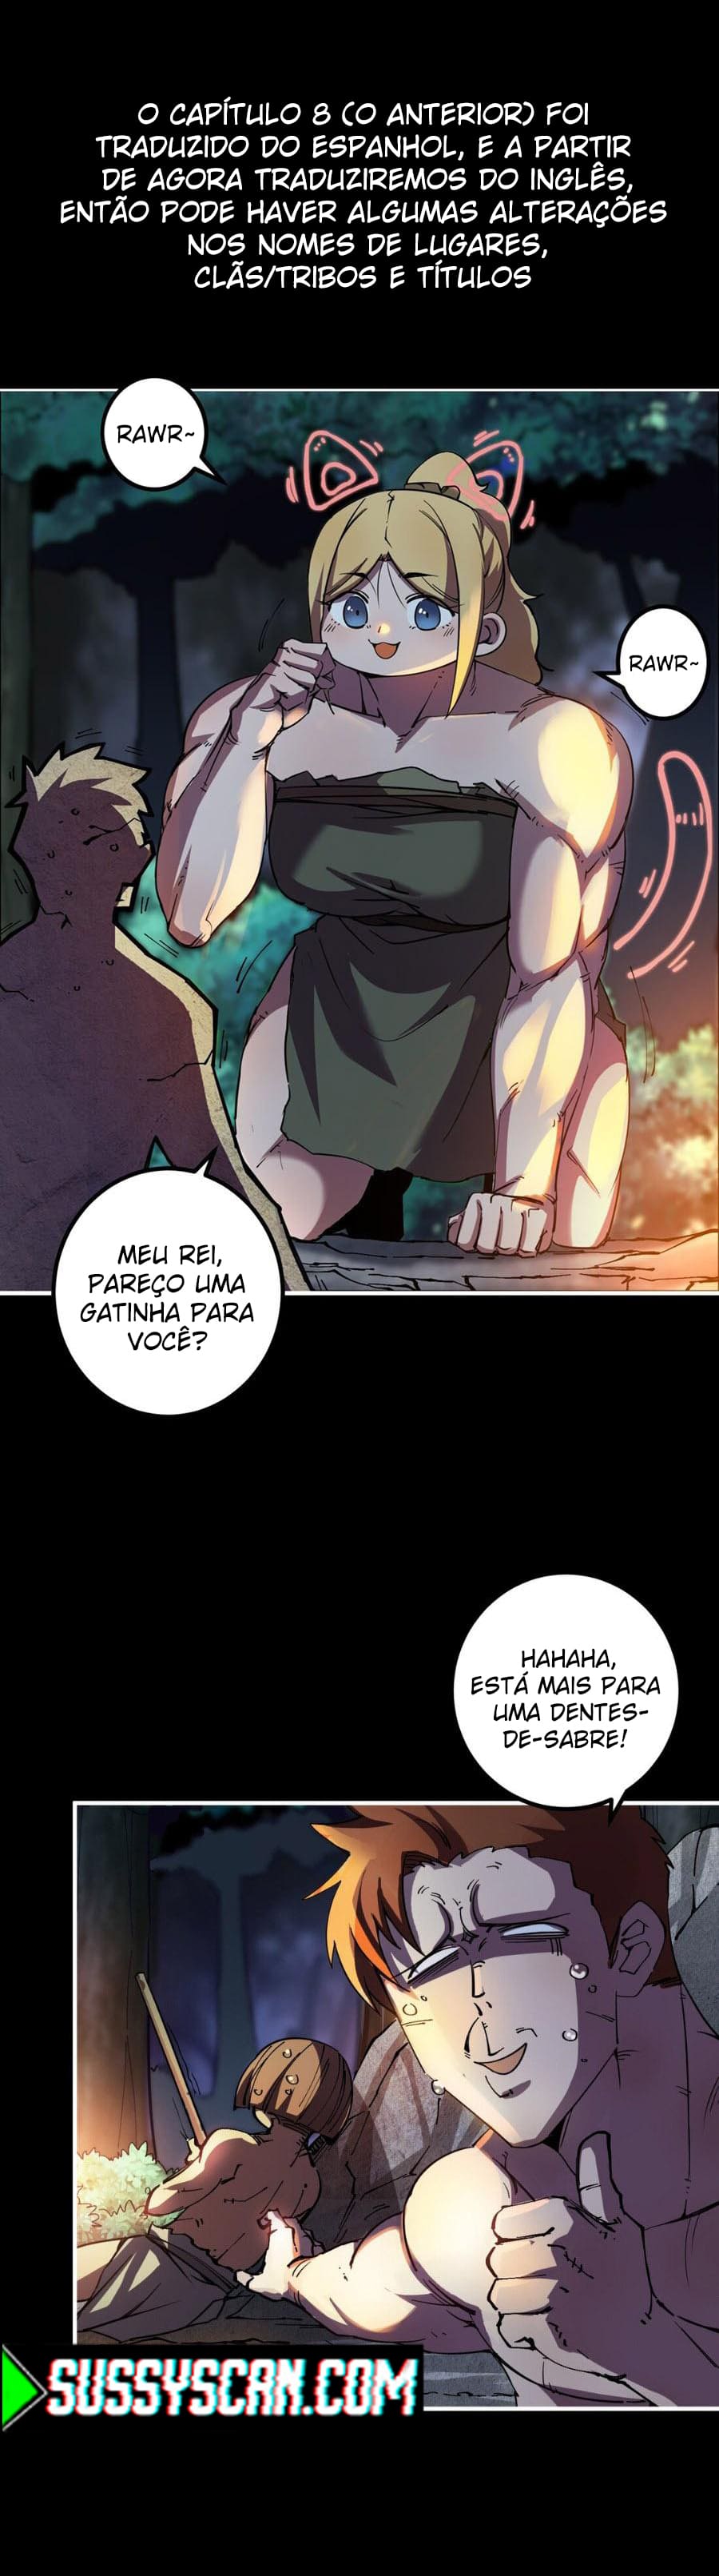 O CAPÍTULO 8 (O ANTERIOR) FOI
TRADUZIDO DO ESPANHOL, E A PARTIR
DE AGORA TRADUZIREMOS DO INGLÊS,
ENTÃO PODE HAVER ALGUMAS ALTERAÇÕES
NOS NOMES DE LUGARES,
CLÃS/TRIBOS E TÍTULOS
RAWR~
RAWR~
MEU REI,
PAREÇO UMA
GATINHA PARA
VOCÊ?
HAHAHA,
ESTÁ MAIS PARA
UMA DENTES-
DE-SABRE!
SUSSYSCAN.COM